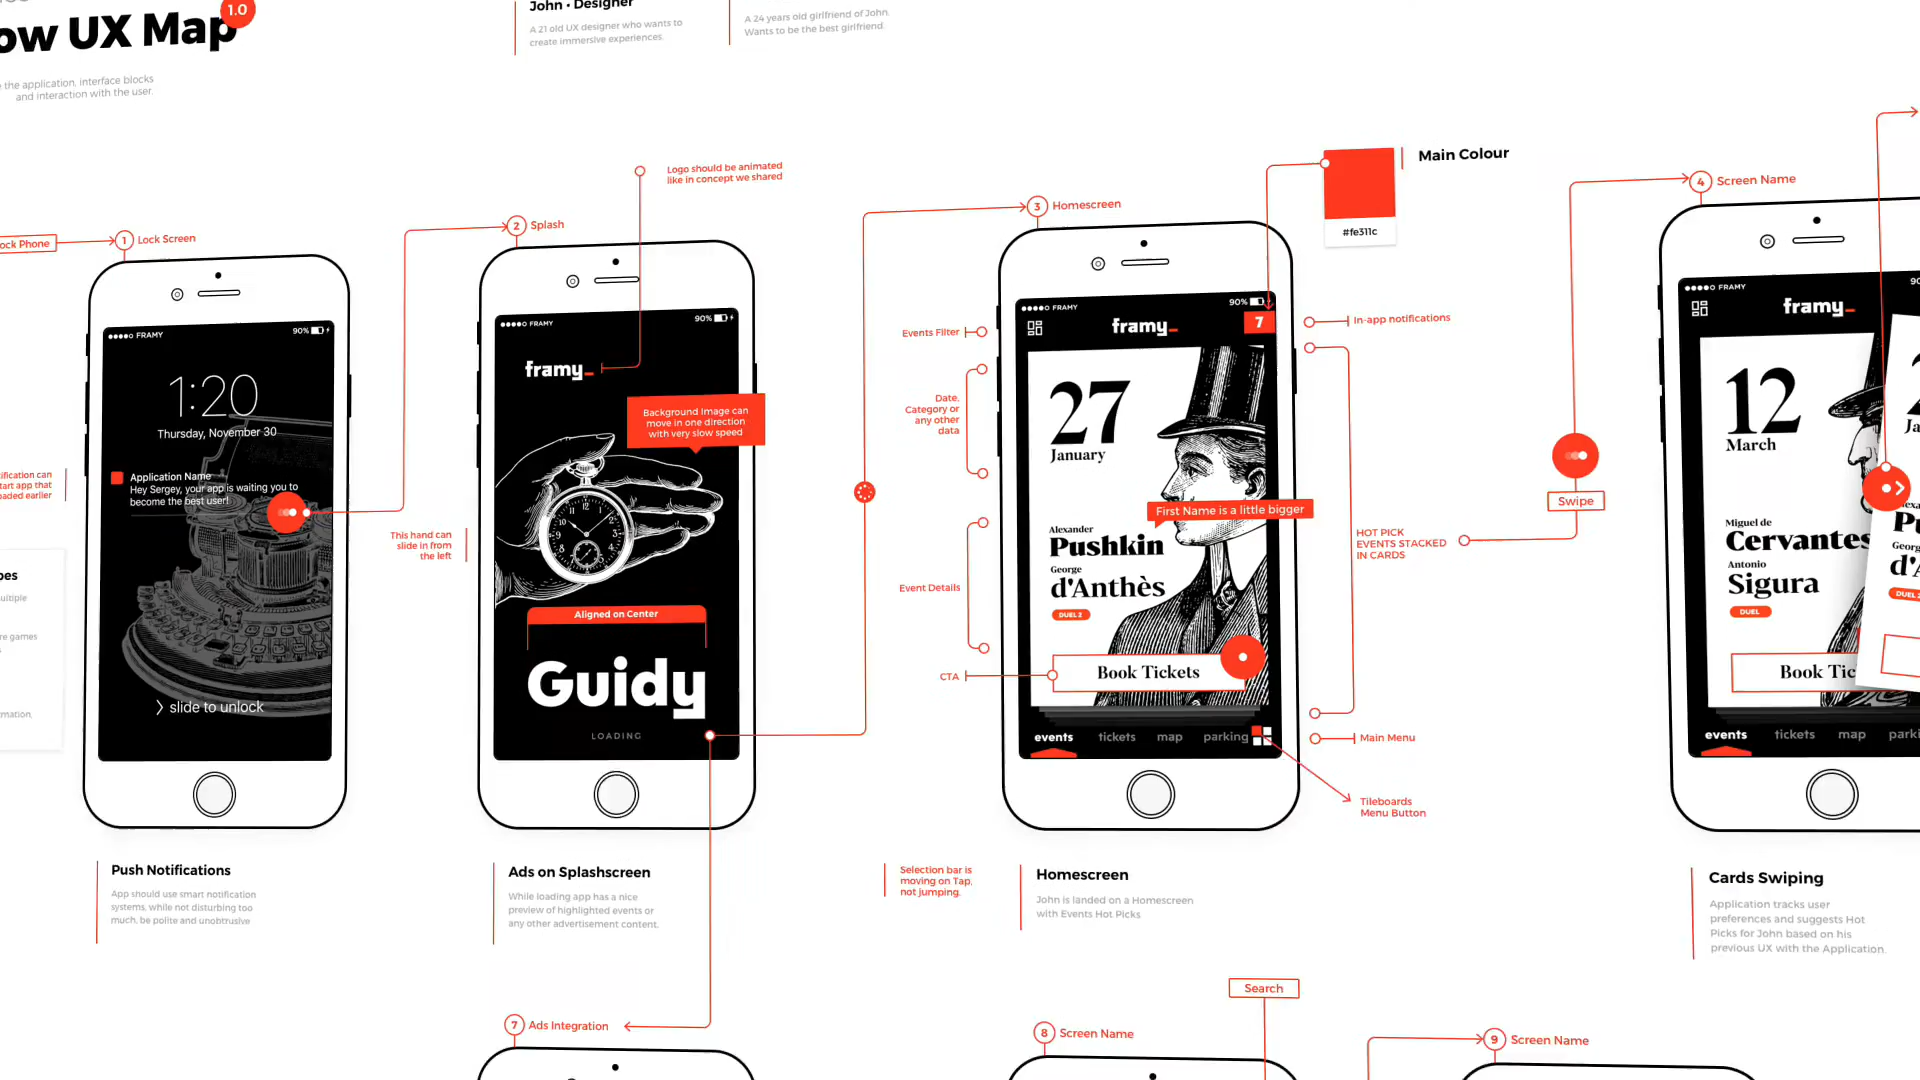 ow UX Map
1.0
the application, interface blocks
and interaction with the user.
John • Designer
A 21 old UX designer who wants to
create immersive experiences.
A 24 years old girlfriend of John.
Wants to be the best girlfriend.
ock Phone
1
Lock Screen
FRAMY
90%
1:20
Thursday, November 30
Application Name
Hey Sergey, your app is waiting you to
become the best user!
slide to unlock
Push Notifications
App should use smart notification
systems, while not disturbing too
much, be polite and unobtrusive
2
Splash
Logo should be animated
like in concept we shared
FRAMY
90%
framy_
Background Image can
move in one direction
with very slow speed
This hand can
slide in from
the left
Aligned on Center
Guidy
LOADING
Ads on Splashscreen
While loading app has a nice
preview of highlighted events or
any other advertisement content.
3
Homescreen
Main Colour
#fe311c
FRAMY
90%
framy_
7
Events Filter
Date,
Category or
any other
data
Event Details
CTA
27
January
First Name is a little bigger
Alexander
Pushkin
George
d'Anthès
DUEL 2
Book Tickets
events
tickets
map
parking
In-app notifications
HOT PICK
EVENTS STACKED
IN CARDS
Main Menu
Tileboards
Menu Button
Selection bar is
moving on Tap,
not jumping.
Homescreen
John is landed on a Homescreen
with Events Hot Picks
Swipe
4
Screen Name
FRAMY
framy_
12
March
Miguel de
Cervantes
Antonio
Sigura
DUEL
Book Tic
events
tickets
map
parki
Cards Swiping
Application tracks user
preferences and suggests Hot
Picks for John based on his
previous UX with the Application.
7
Ads Integration
8
Screen Name
Search
9
Screen Name